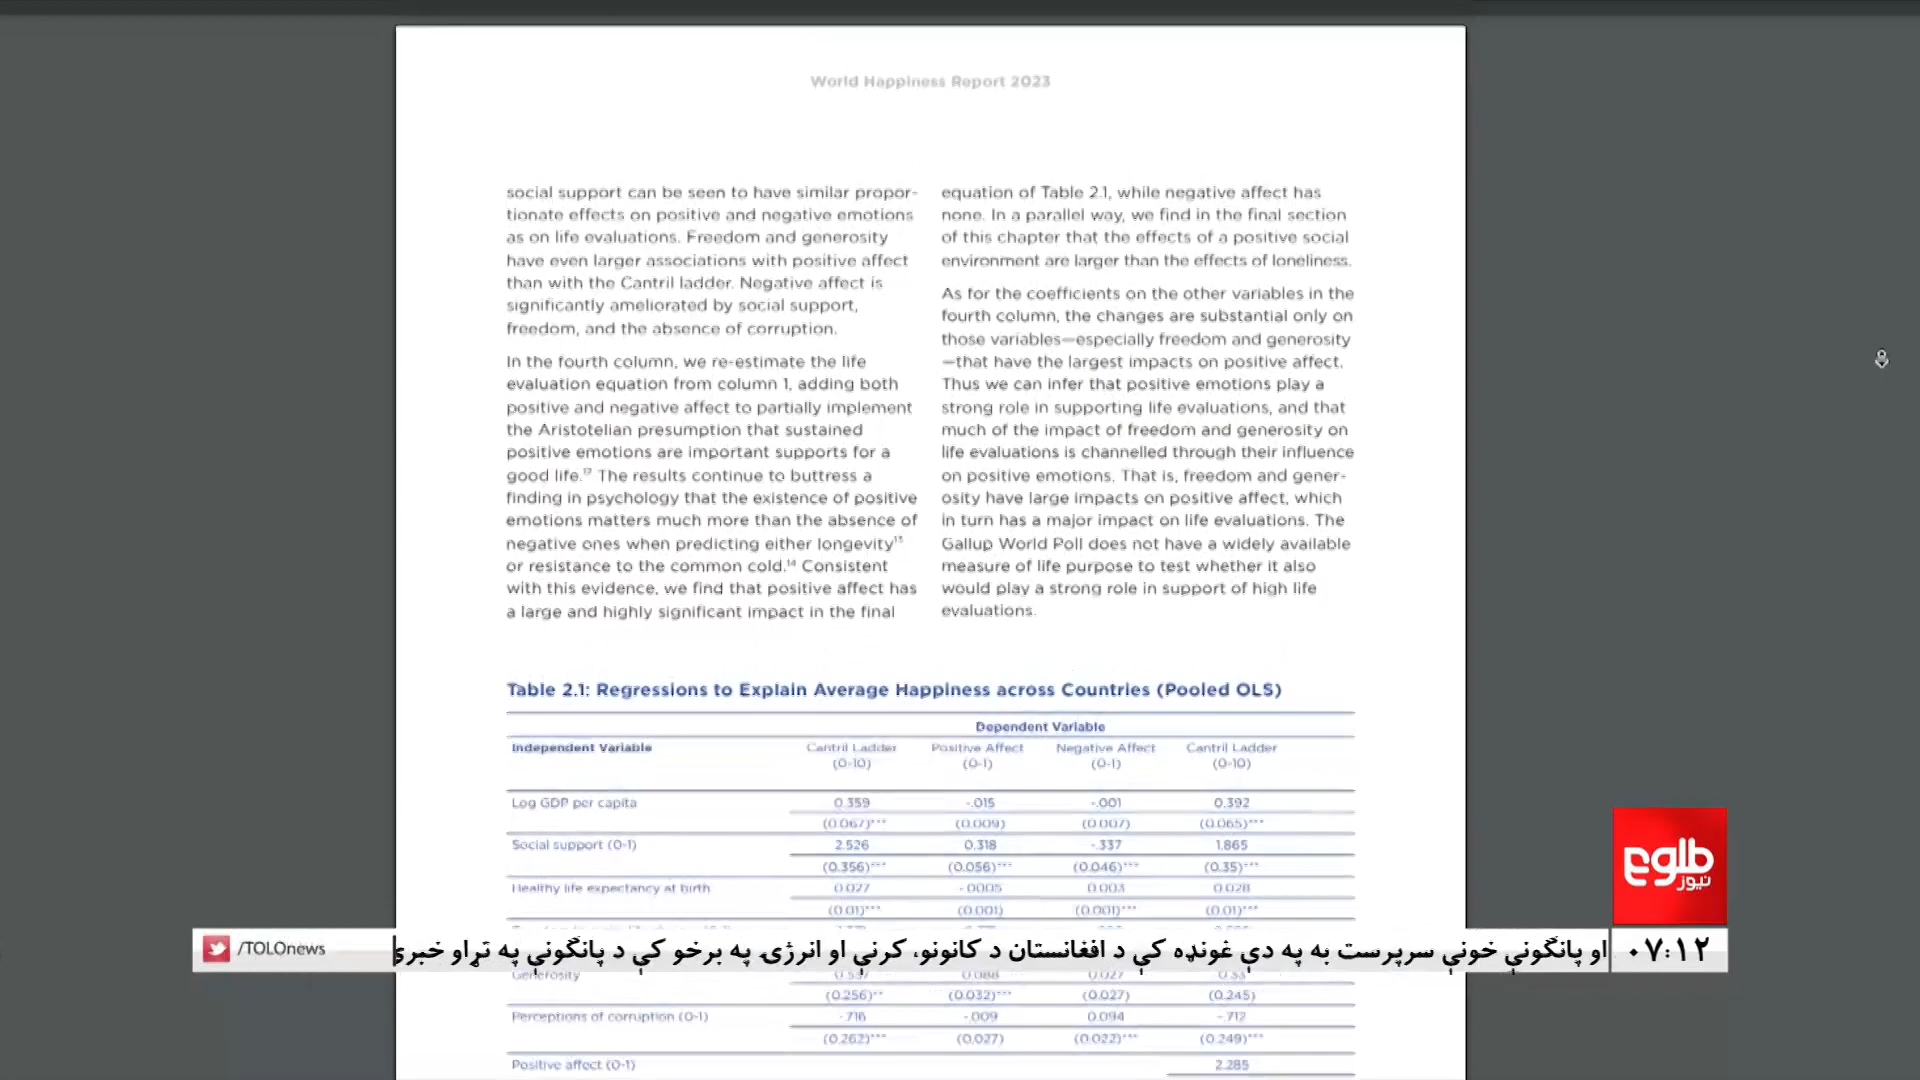 World Happiness Report 2023
social support can be seen to have similar propor-
tionate effects on positive and negative emotions
as on life evaluations. Freedom and generosity
have even larger associations with positive affect
than with the Cantril ladder. Negative affect is
significantly ameliorated by social support,
freedom, and the absence of corruption.
In the fourth column, we re-estimate the life
evaluation equation from column 1, adding both
positive and negative affect to partially implement
the Aristotelian presumption that sustained
positive emotions are important supports for a
good life.¹² The results continue to buttress a
finding in psychology that the existence of positive
emotions matters much more than the absence of
negative ones when predicting either longevity¹³
or resistance to the common cold.¹⁴ Consistent
with this evidence, we find that positive affect has
a large and highly significant impact in the final
equation of Table 2.1, while negative affect has
none. In a parallel way, we find in the final section
of this chapter that the effects of a positive social
environment are larger than the effects of loneliness.
As for the coefficients on the other variables in the
fourth column, the changes are substantial only on
those variables—especially freedom and generosity
—that have the largest impacts on positive affect.
Thus we can infer that positive emotions play a
strong role in supporting life evaluations, and that
much of the impact of freedom and generosity on
life evaluations is channelled through their influence
on positive emotions. That is, freedom and gener-
osity have large impacts on positive affect, which
in turn has a major impact on life evaluations. The
Gallup World Poll does not have a widely available
measure of life purpose to test whether it also
would play a strong role in support of high life
evaluations.
Table 2.1: Regressions to Explain Average Happiness across Countries (Pooled OLS)
Dependent Variable
Independent Variable Cantril Ladder Positive Affect Negative Affect Cantril Ladder
(0-10) (0-1) (0-1) (0-10)
Log GDP per capita 0.359 -.015 -.001 0.392
(0.067)*** (0.009) (0.007) (0.065)***
Social support (0-1) 2.526 0.318 -.337 1.865
(0.356)*** (0.056)*** (0.046)*** (0.35)***
Healthy life expectancy at birth 0.027 -.0005 0.003 0.028
(0.01)*** (0.001) (0.001)*** (0.01)***
/TOLOnews
او پانګونې خونې سرپرست به په دې غونډه کې د افغانستان د کانونو، کرنې او انرژۍ په برخو کې د پانګونې په تړاو خبرې
۰۷:۱۲
طلوع
نیوز
Generosity 0.537 0.088 0.027 0.33
(0.256)** (0.032)*** (0.027) (0.245)
Perceptions of corruption (0-1) -.716 -.009 0.094 -.712
(0.262)*** (0.027) (0.022)*** (0.249)***
Positive affect (0-1) 2.285